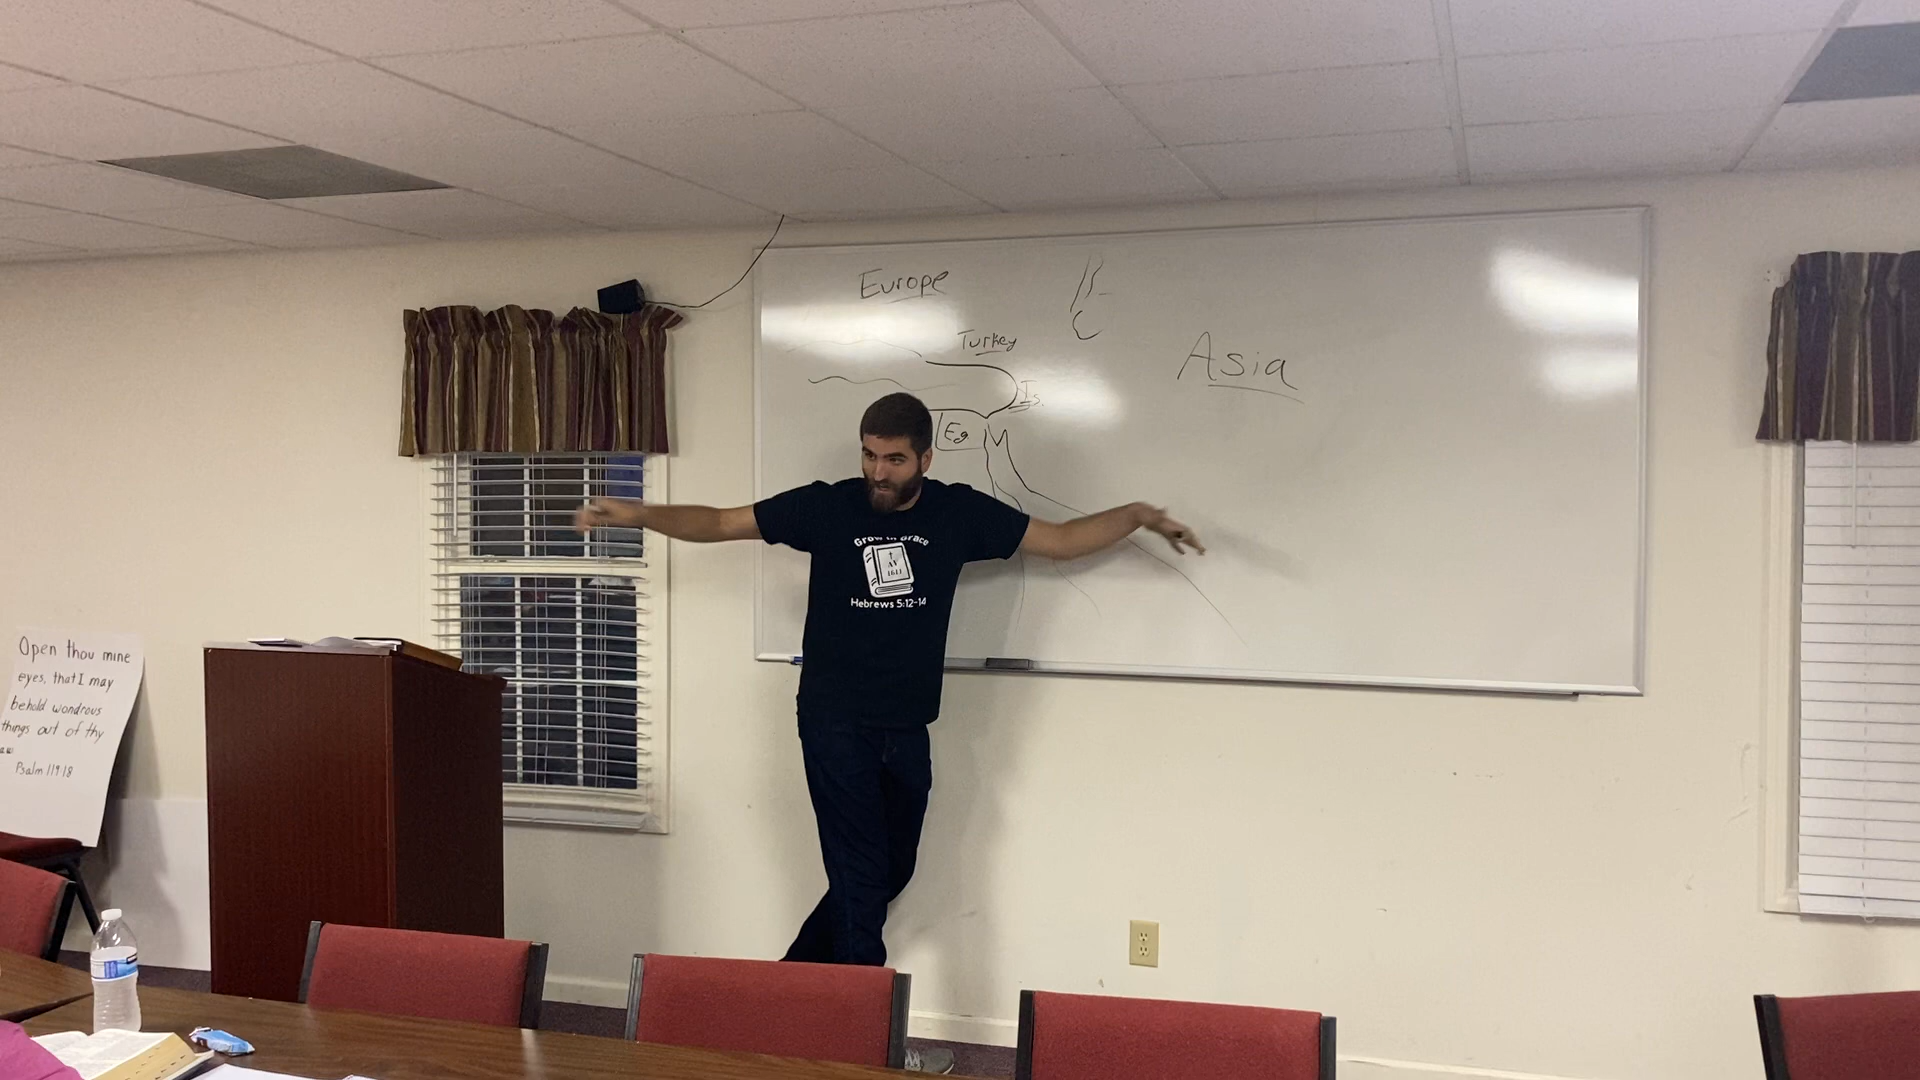 Europe
Turkey
Is.
Asia
Eg.
Grow in Grace
AV
1611
Hebrews 5:12-14
Open thou mine
eyes, that I may
behold wondrous
things out of thy
Psalm 119:18